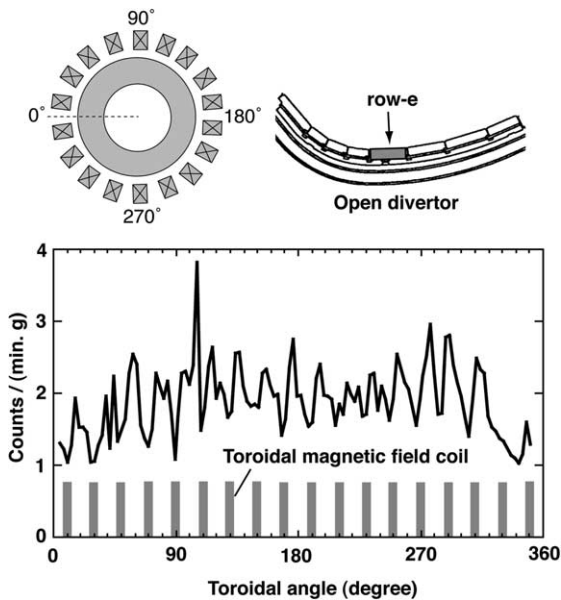 90°
0°
180°
270°
row-e
Open divertor
4
3
2
1
0
Counts / (min. g)
Toroidal magnetic field coil
0
90
180
270
360
Toroidal angle (degree)